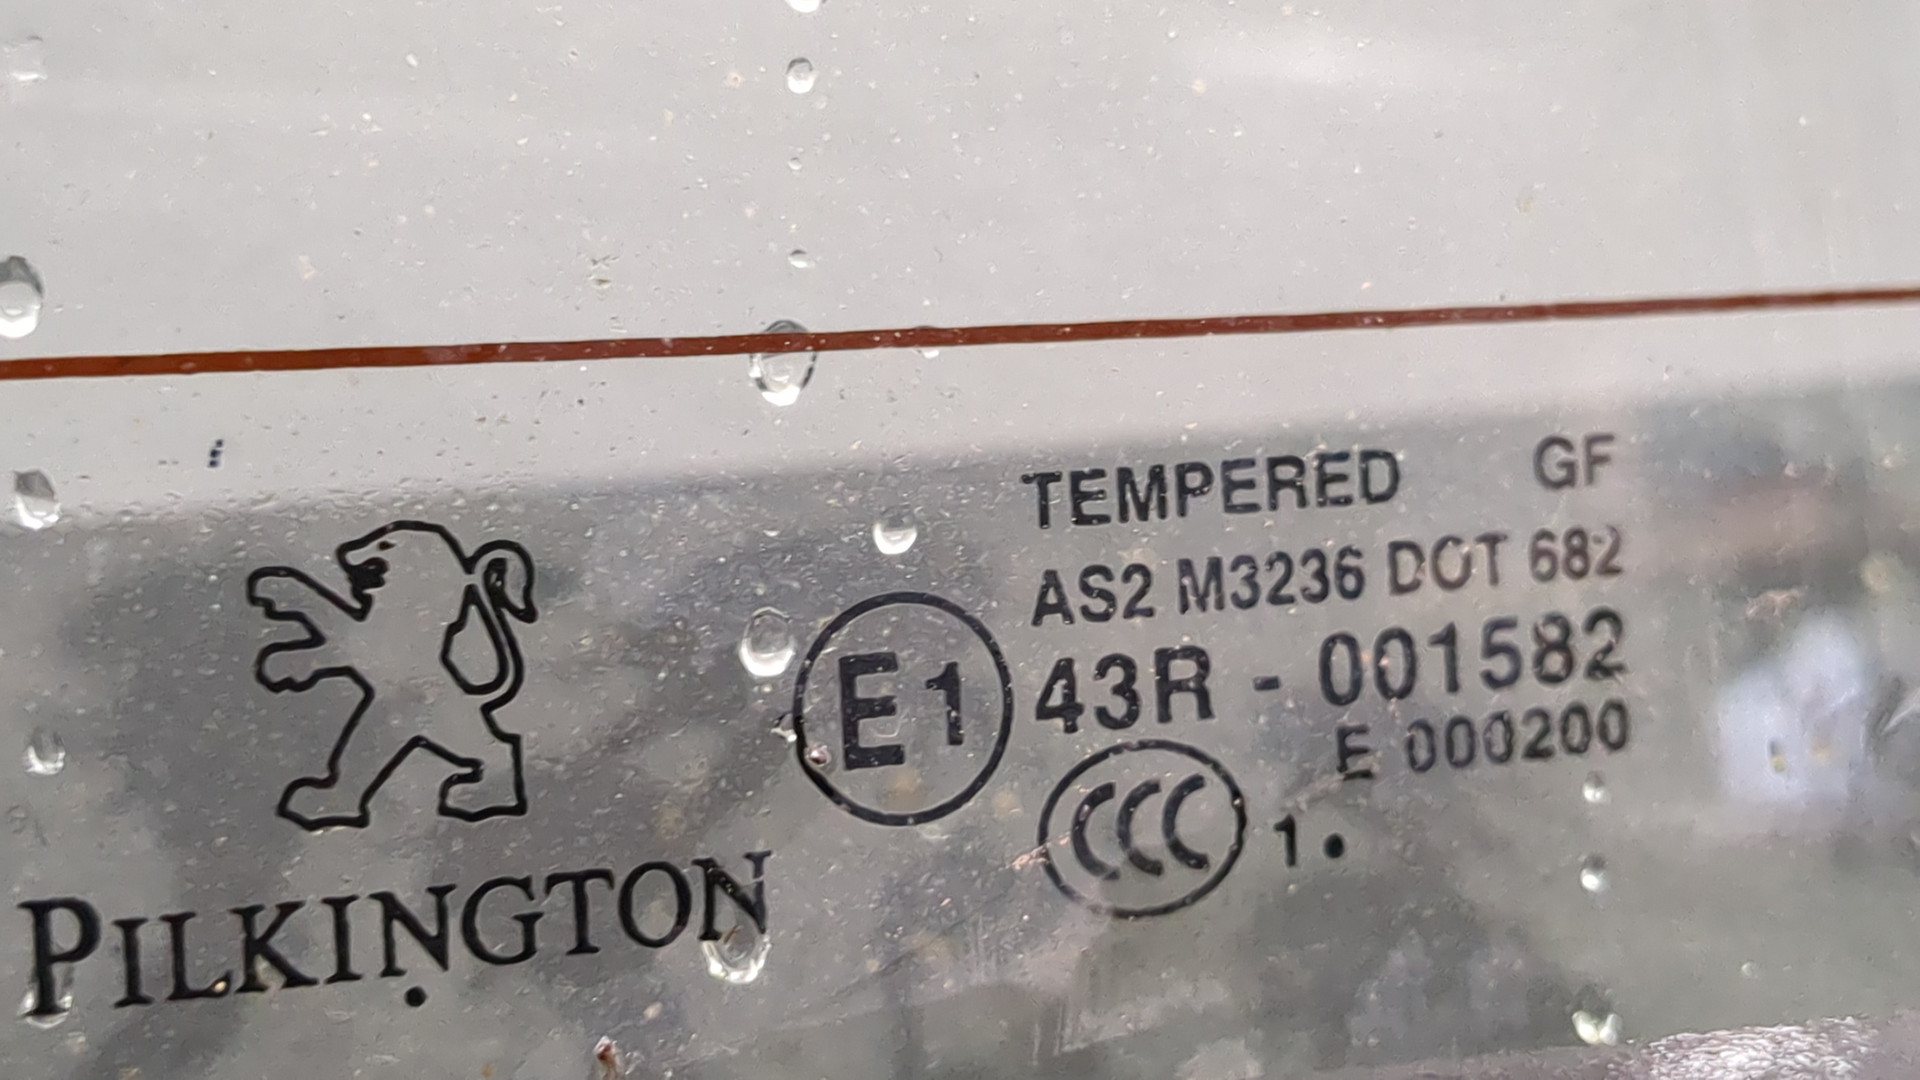 TEMPERED GF
AS2 M3236 DOT 682
E1 43R - 001582
E 000200
CCC 1 •
PILKINGTON